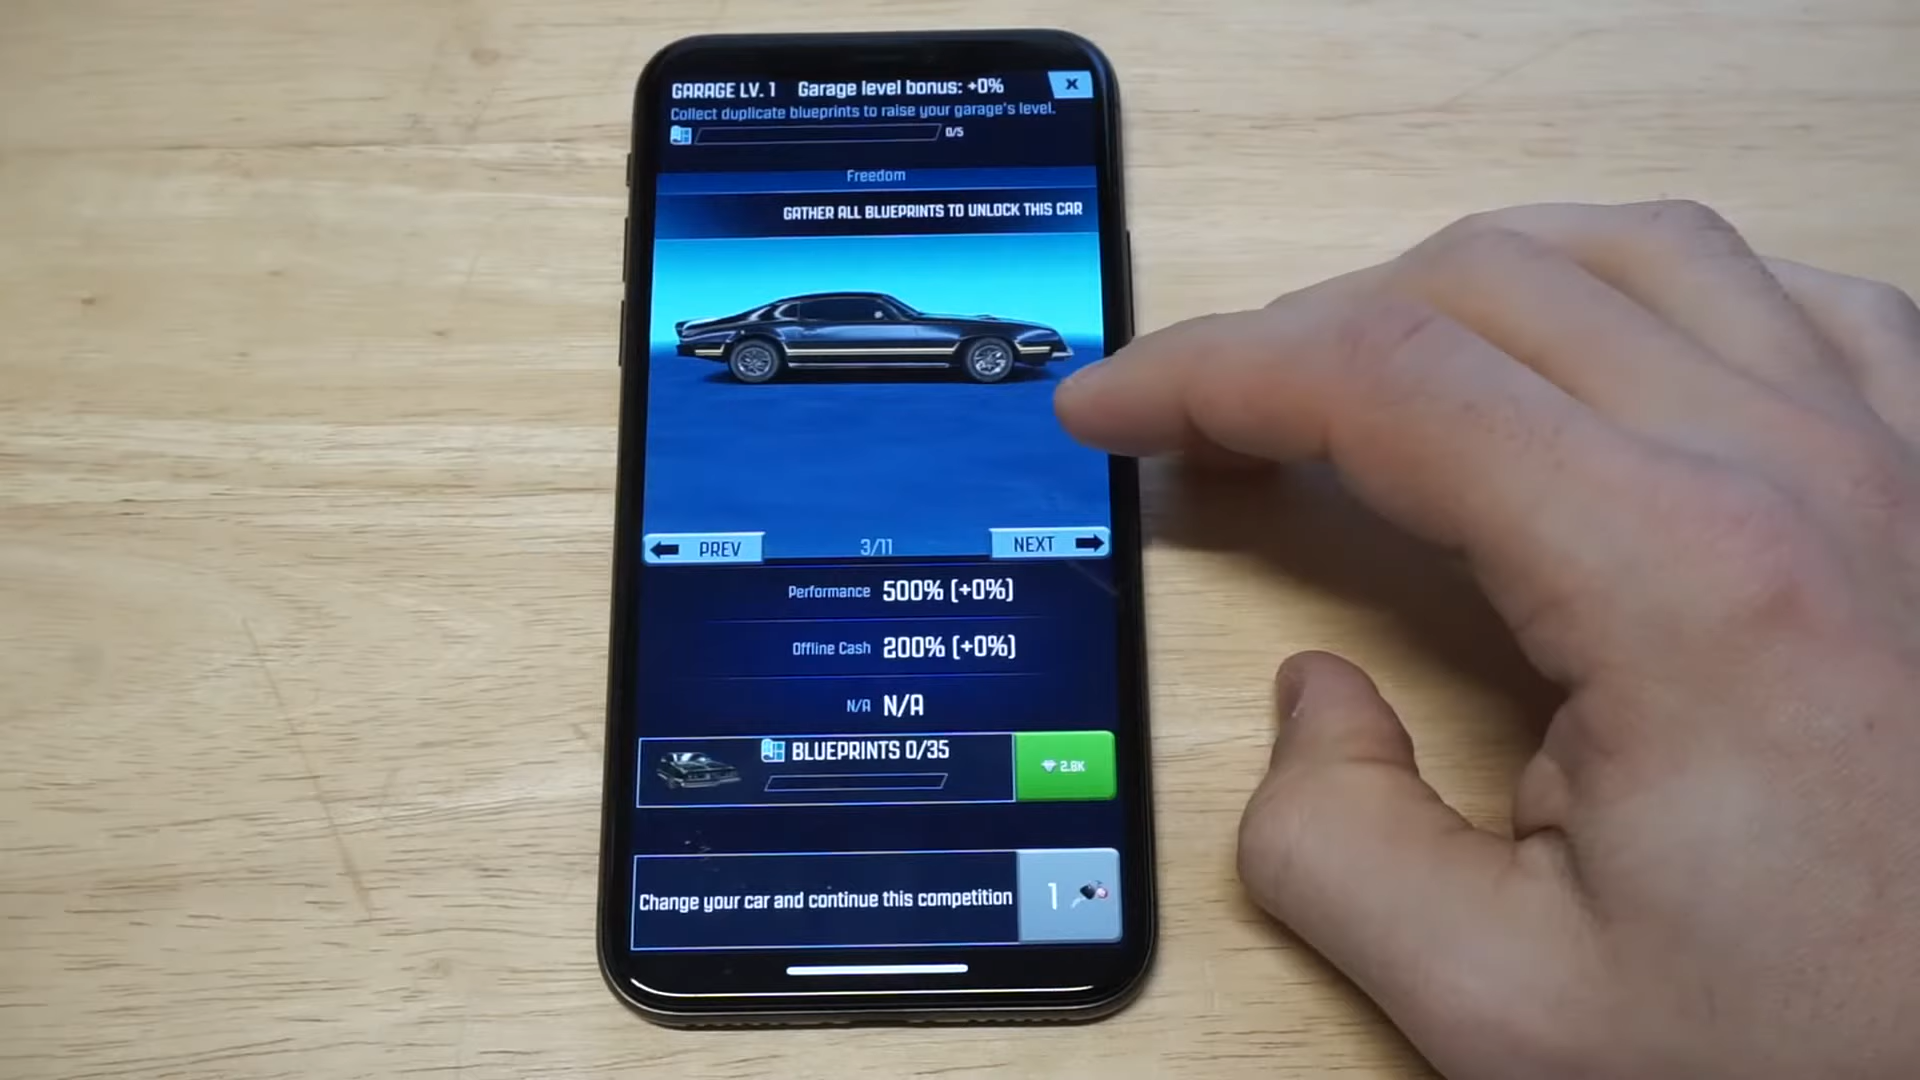 GARAGE LV. 1 Garage level bonus: +0% X
Collect duplicate blueprints to raise your garage's level.
0/5
Freedom
GATHER ALL BLUEPRINTS TO UNLOCK THIS CAR
PREV 3/11 NEXT
Performance 500% (+0%)
Offline Cash 200% (+0%)
N/A N/A
BLUEPRINTS 0/35
2.8K
Change your car and continue this competition 1